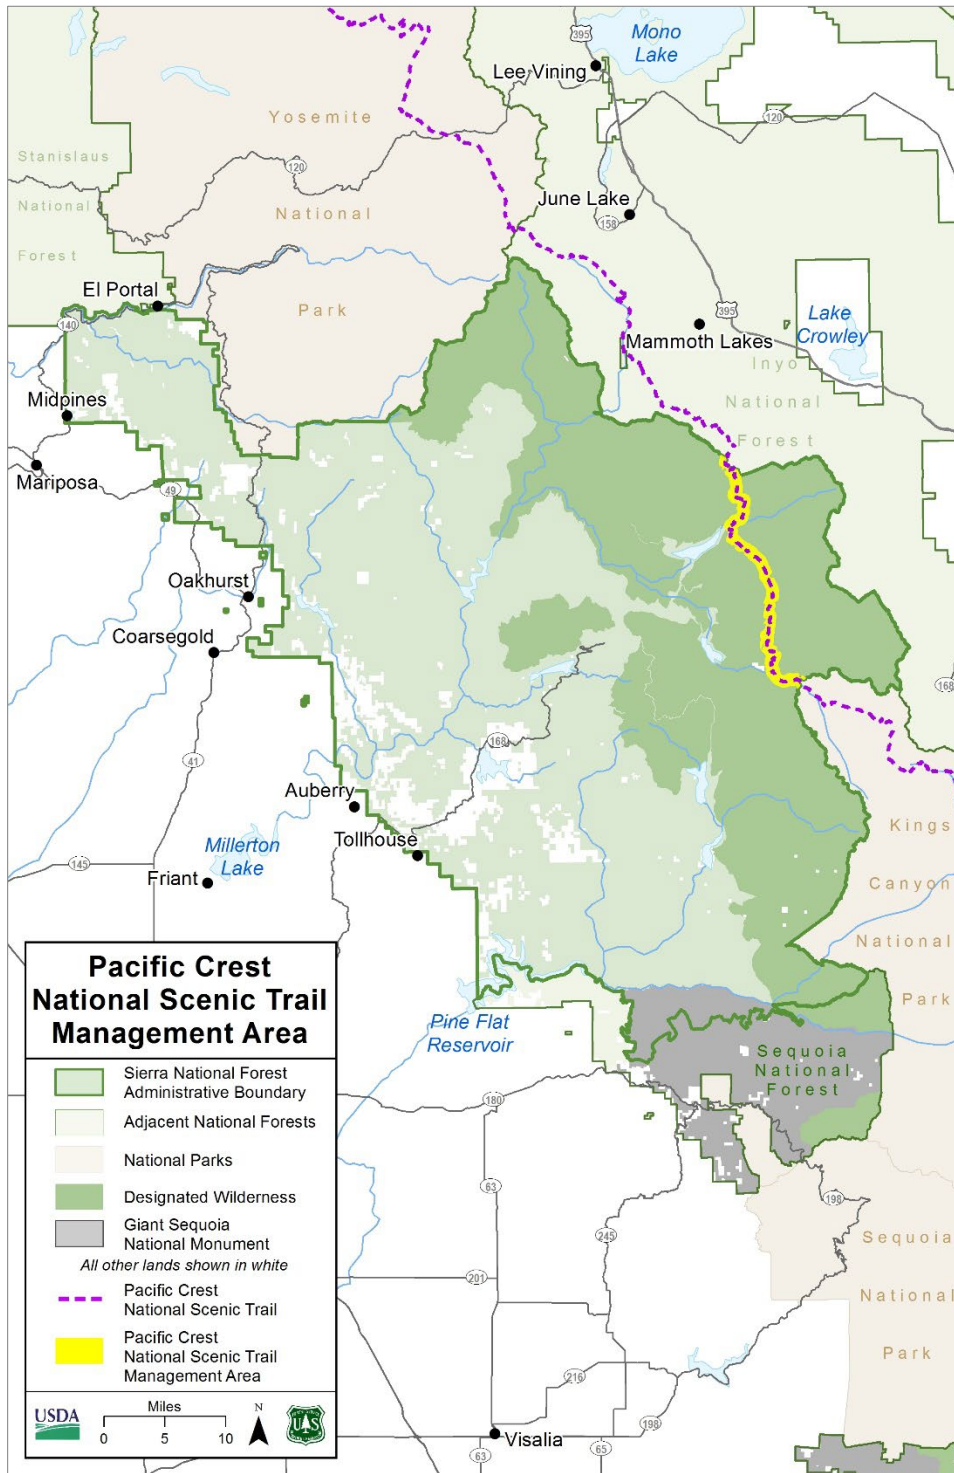 Mono
Lake
395
Lee Vining
Yosemite
120
120
Stanislaus
National
Forest
National
June Lake
158
El Portal
Park
140
395
Mammoth Lakes
Lake
Crowley
Inyo
National
Forest
Midpines
Mariposa
49
Oakhurst
Coarsegold
168
168
41
Auberry
Tollhouse
Millerton
Lake
145
Friant
Kings
Canyon
National
Park
Pine Flat
Reservoir
Sequoia
National
Forest
180
63
198
245
Sequoia
National
Park
201
216
198
Visalia
63
65
Pacific Crest
National Scenic Trail
Management Area
Sierra National Forest
Administrative Boundary
Adjacent National Forests
National Parks
Designated Wilderness
Giant Sequoia
National Monument
All other lands shown in white
Pacific Crest
National Scenic Trail
Pacific Crest
National Scenic Trail
Management Area
USDA
Miles
0 5 10
N
U S